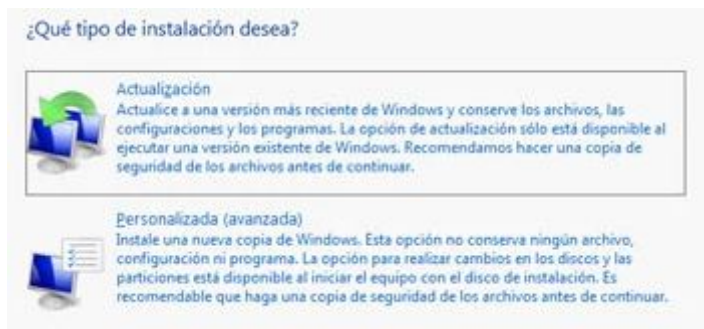 ¿Qué tipo de instalación desea?
Actualización
Actualice a una versión más reciente de Windows y conserve los archivos, las
configuraciones y los programas. La opción de actualización sólo está disponible al
ejecutar una versión existente de Windows. Recomendamos hacer una copia de
seguridad de los archivos antes de continuar.
Personalizada (avanzada)
Instale una nueva copia de Windows. Esta opción no conserva ningún archivo,
configuración ni programa. La opción para realizar cambios en los discos y las
particiones está disponible al iniciar el equipo con el disco de instalación. Es
recomendable que haga una copia de seguridad de los archivos antes de continuar.